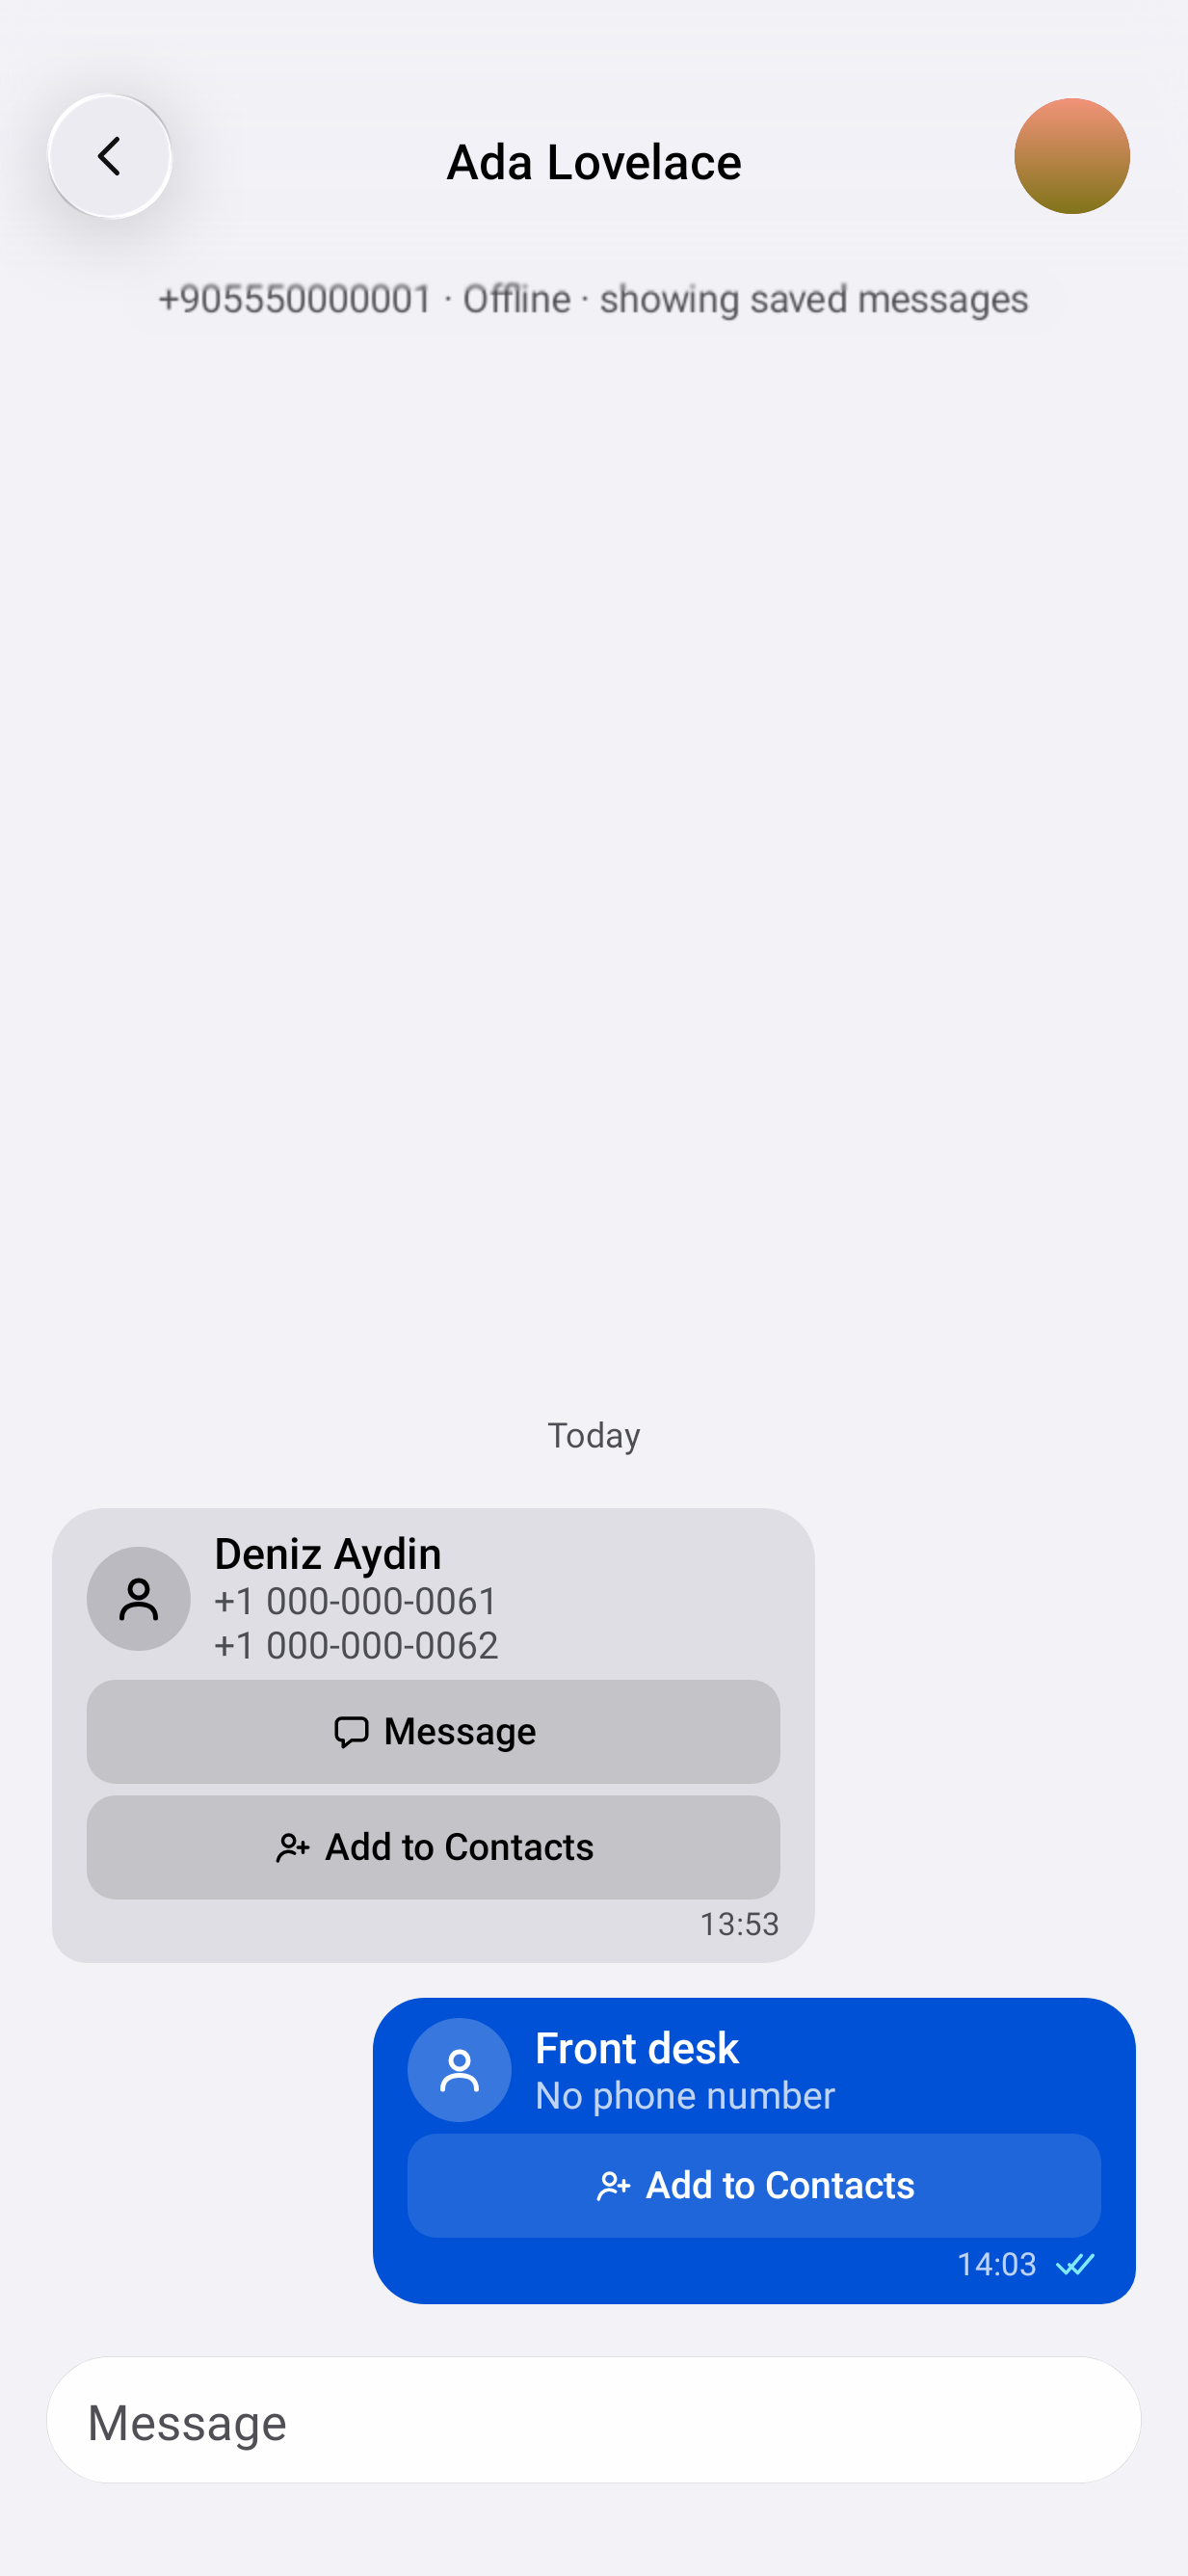 Ada Lovelace
+905550000001 · Offline · showing saved messages
Today
Deniz Aydin
+1 000-000-0061
+1 000-000-0062
Message
Add to Contacts
13:53
Front desk
No phone number
Add to Contacts
14:03
Message